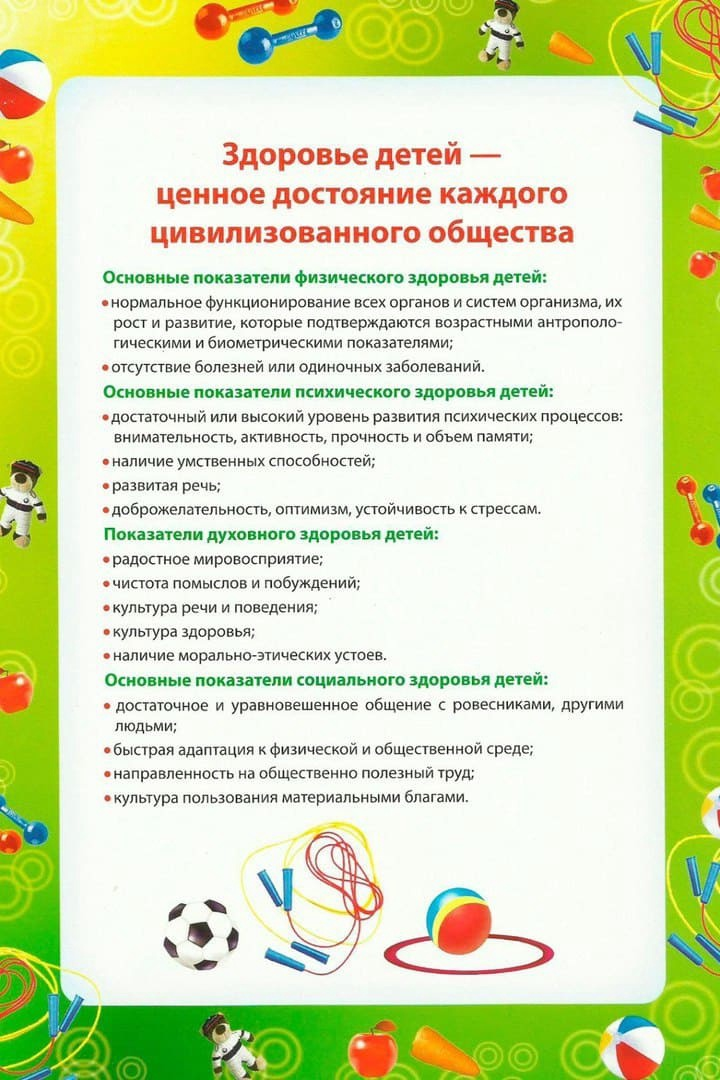 Здоровье детей —
ценное достояние каждого
цивилизованного общества
Основные показатели физического здоровья детей:
• нормальное функционирование всех органов и систем организма, их
рост и развитие, которые подтверждаются возрастными антрополо-
гическими и биометрическими показателями;
• отсутствие болезней или одиночных заболеваний.
Основные показатели психического здоровья детей:
• достаточный или высокий уровень развития психических процессов:
внимательность, активность, прочность и объем памяти;
• наличие умственных способностей;
• развитая речь;
• доброжелательность, оптимизм, устойчивость к стрессам.
Показатели духовного здоровья детей:
• радостное мировосприятие;
• чистота помыслов и побуждений;
• культура речи и поведения;
• культура здоровья;
• наличие морально-этических устоев.
Основные показатели социального здоровья детей:
• достаточное и уравновешенное общение с ровесниками, другими
людьми;
• быстрая адаптация к физической и общественной среде;
• направленность на общественно полезный труд;
• культура пользования материальными благами.